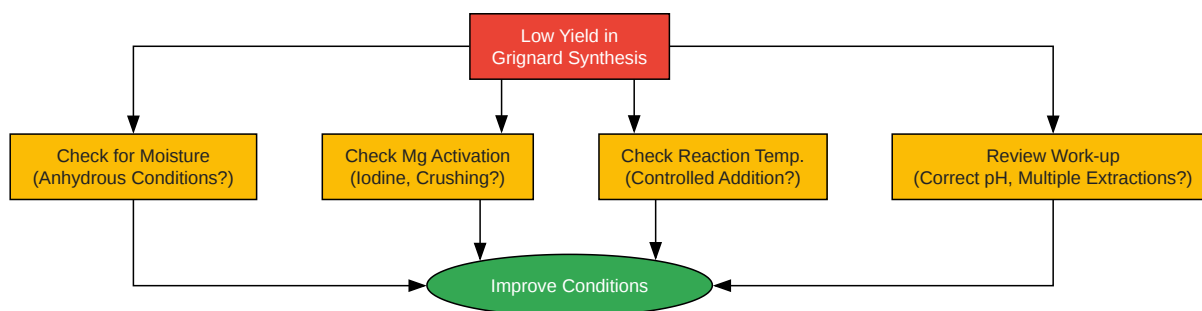 Low Yield in
Grignard Synthesis
Check for Moisture
(Anhydrous Conditions?)
Check Mg Activation
(Iodine, Crushing?)
Check Reaction Temp.
(Controlled Addition?)
Review Work-up
(Correct pH, Multiple Extractions?)
Improve Conditions